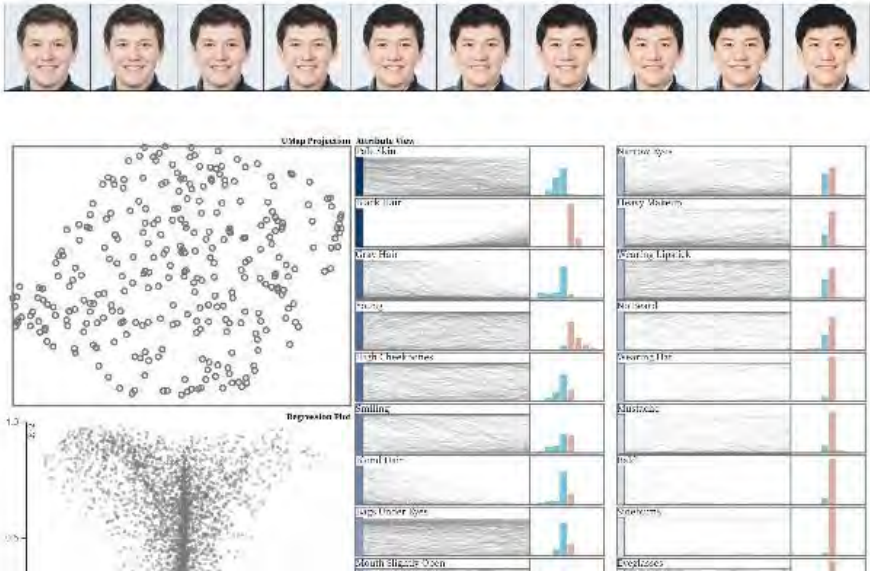 UMap Projection
Attribute View
Pale Skin
Black Hair
Gray Hair
Young
High Cheekbones
Smiling
Blond Hair
Bags Under Eyes
Mouth Slightly Open
Narrow Eyes
Heavy Makeup
Wearing Lipstick
No Beard
Wearing Hat
Mustache
Bald
Sideburns
Eyeglasses
Regression Plot
1.0
0.5